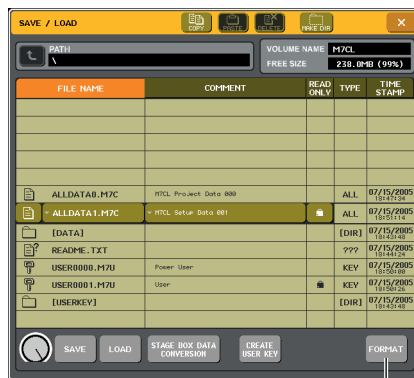 SAVE / LOAD
COPY PASTE DELETE MAKE DIR ×
PATH
\
VOLUME NAME M7CL
FREE SIZE 238.0MB (99%)
FILE NAME COMMENT READ ONLY TYPE TIME STAMP
ALLDATA0.M7C M7CL Project Data 000 ALL 07/15/2005 18:47:34
ALLDATA1.M7C M7CL Setup Data 001 ALL 07/15/2005 18:51:14
[DATA] [DIR] 07/15/2005 18:43:48
README.TXT ??? 07/15/2005 18:44:24
USER0000.M7U Power User KEY 07/15/2005 18:50:00
USER0001.M7U User KEY 07/15/2005 18:50:26
[USERKEY] [DIR] 07/15/2005 18:43:48
SAVE LOAD STAGE BOX DATA CONVERSION CREATE USER KEY FORMAT